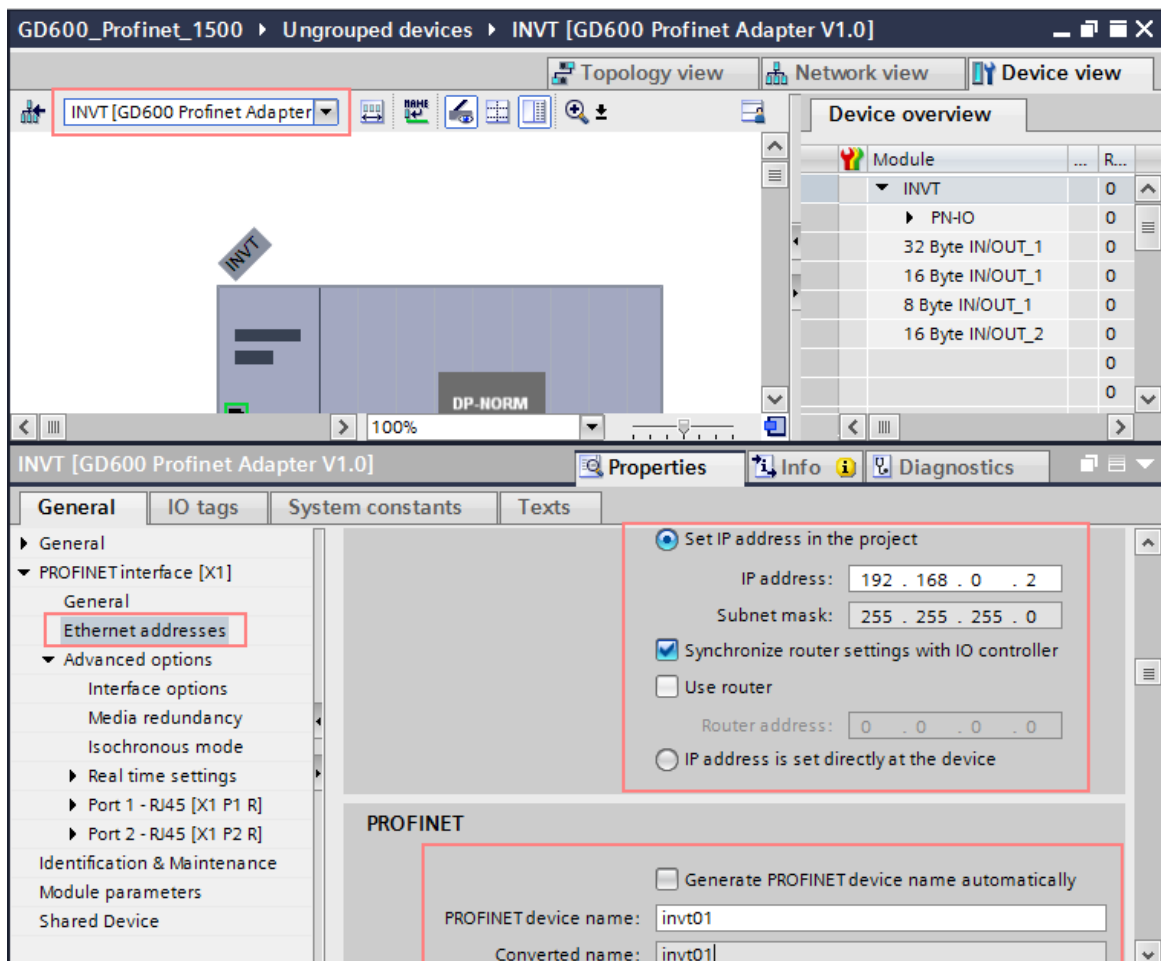 GD600_Profinet_1500 ▸ Ungrouped devices ▸ INVT [GD600 Profinet Adapter V1.0]
Topology view Network view Device view
INVT [GD600 Profinet Adapter
NAME
Device overview
Module ... R...
INVT 0
PN-IO 0
32 Byte IN/OUT_1 0
16 Byte IN/OUT_1 0
8 Byte IN/OUT_1 0
16 Byte IN/OUT_2 0
0
0
INVT
DP-NORM
100%
INVT [GD600 Profinet Adapter V1.0]
Properties Info Diagnostics
General IO tags System constants Texts
General
PROFINET interface [X1]
General
Ethernet addresses
Advanced options
Interface options
Media redundancy
Isochronous mode
Real time settings
Port 1 - RJ45 [X1 P1 R]
Port 2 - RJ45 [X1 P2 R]
Identification & Maintenance
Module parameters
Shared Device
Set IP address in the project
IP address: 192 . 168 . 0 . 2
Subnet mask: 255 . 255 . 255 . 0
Synchronize router settings with IO controller
Use router
Router address: 0 . 0 . 0 . 0
IP address is set directly at the device
PROFINET
Generate PROFINET device name automatically
PROFINET device name: invt01
Converted name: invt01